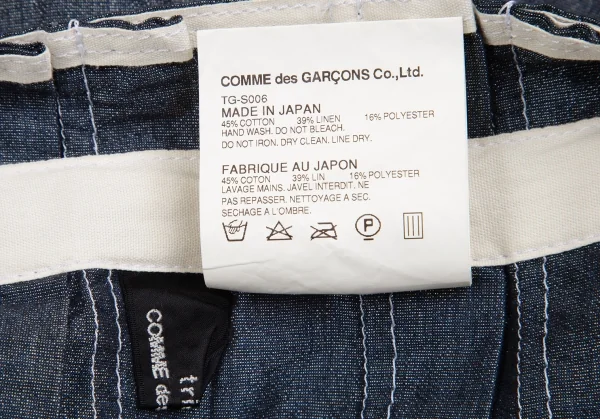 COMME des GARÇONS Co.,Ltd.
TG-S006
MADE IN JAPAN
45% COTTON 39% LINEN 16% POLYESTER
HAND WASH. DO NOT BLEACH.
DO NOT IRON. DRY CLEAN. LINE DRY.
FABRIQUE AU JAPON
45% COTON 39% LIN 16% POLYESTER
LAVAGE MAINS. JAVEL INTERDIT. NE
PAS REPASSER. NETTOYAGE A SEC.
SECHAGE A L'OMBRE.
P
tri
COMME de